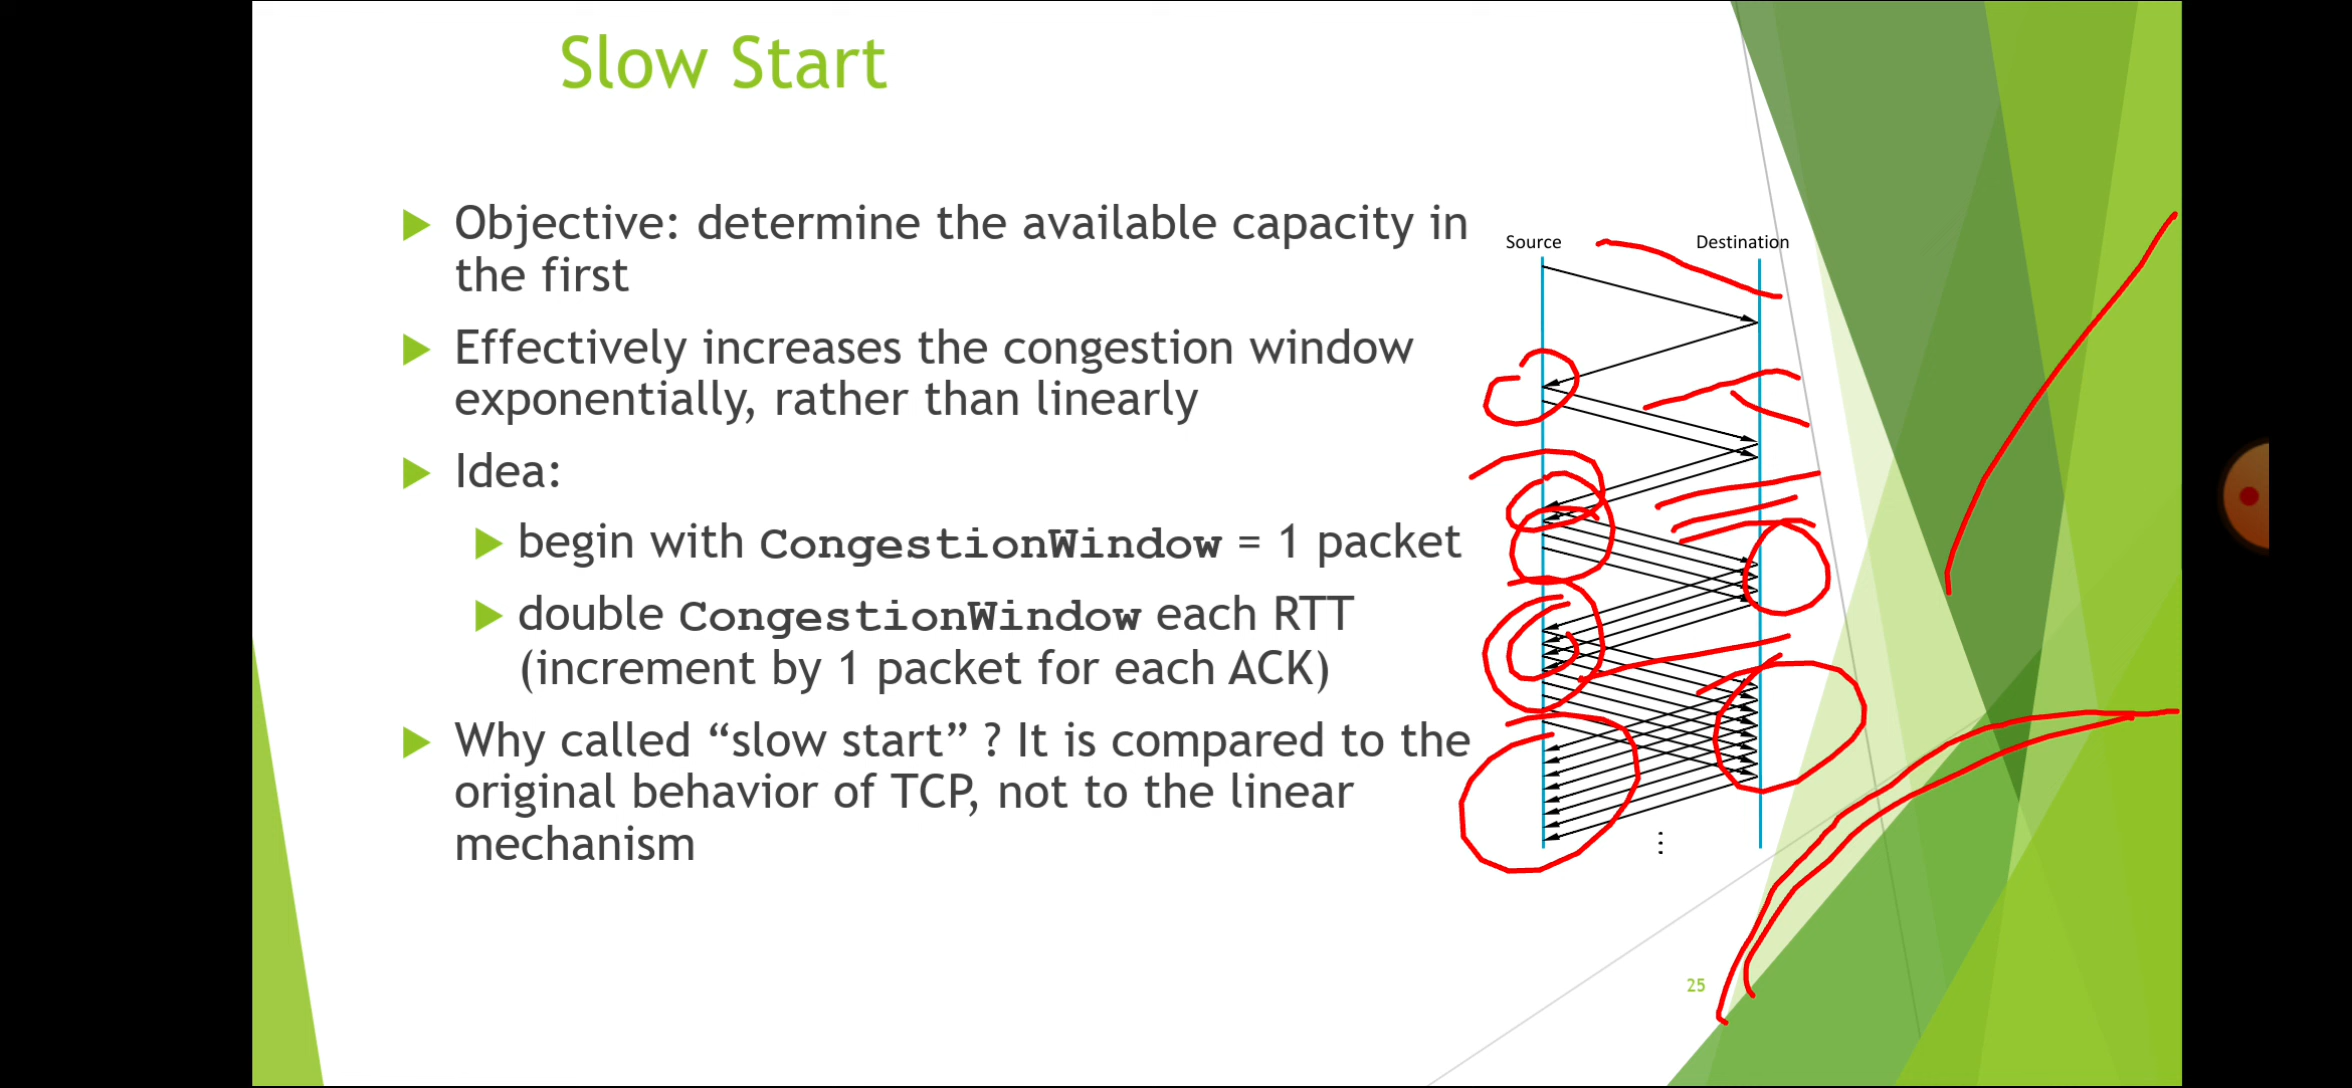 Slow Start
Objective: determine the available capacity in
the first
Effectively increases the congestion window
exponentially, rather than linearly
Idea:
begin with CongestionWindow = 1 packet
double CongestionWindow each RTT
(increment by 1 packet for each ACK)
Why called “slow start” ? It is compared to the
original behavior of TCP, not to the linear
mechanism
Source
Destination
...
25